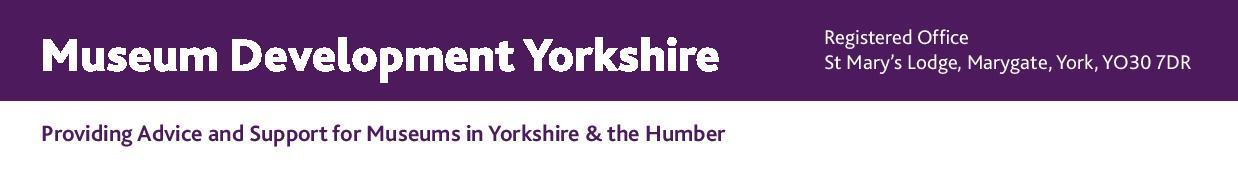 Museum Development Yorkshire
Registered Office
St Mary's Lodge, Marygate, York, YO30 7DR
Providing Advice and Support for Museums in Yorkshire & the Humber